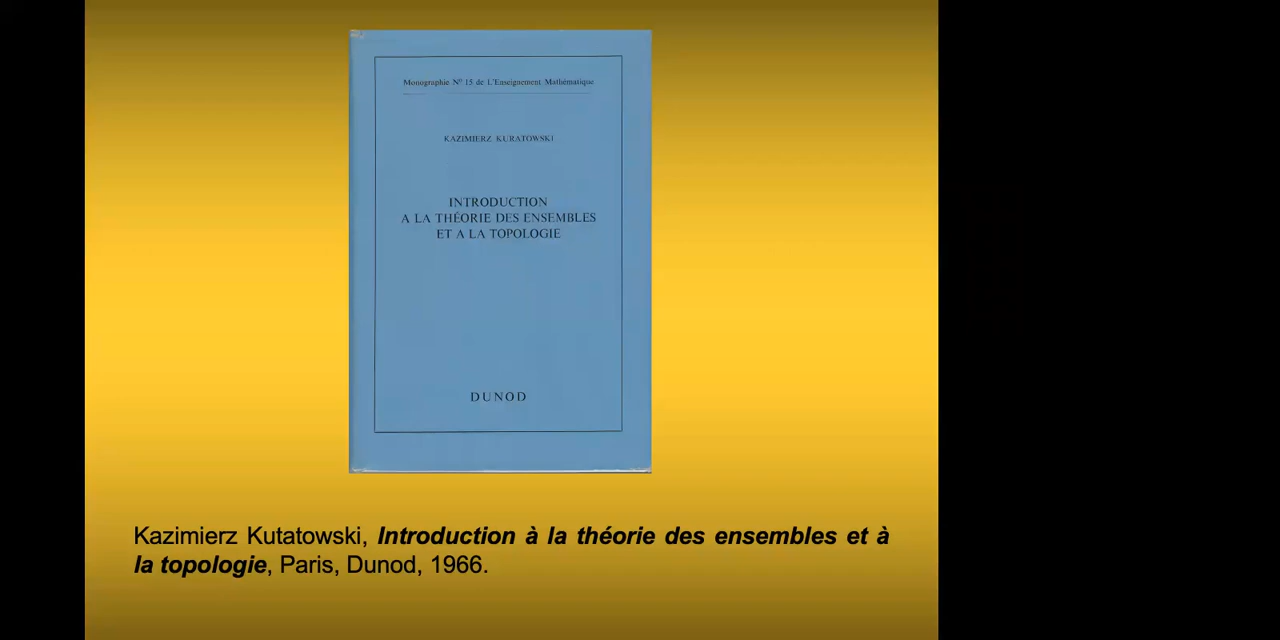 Monographie Nº 15 de L'Enseignement Mathématique
KAZIMIERZ KURATOWSKI
INTRODUCTION
A LA THÉORIE DES ENSEMBLES
ET A LA TOPOLOGIE
DUNOD
Kazimierz Kutatowski, Introduction à la théorie des ensembles et à
la topologie, Paris, Dunod, 1966.